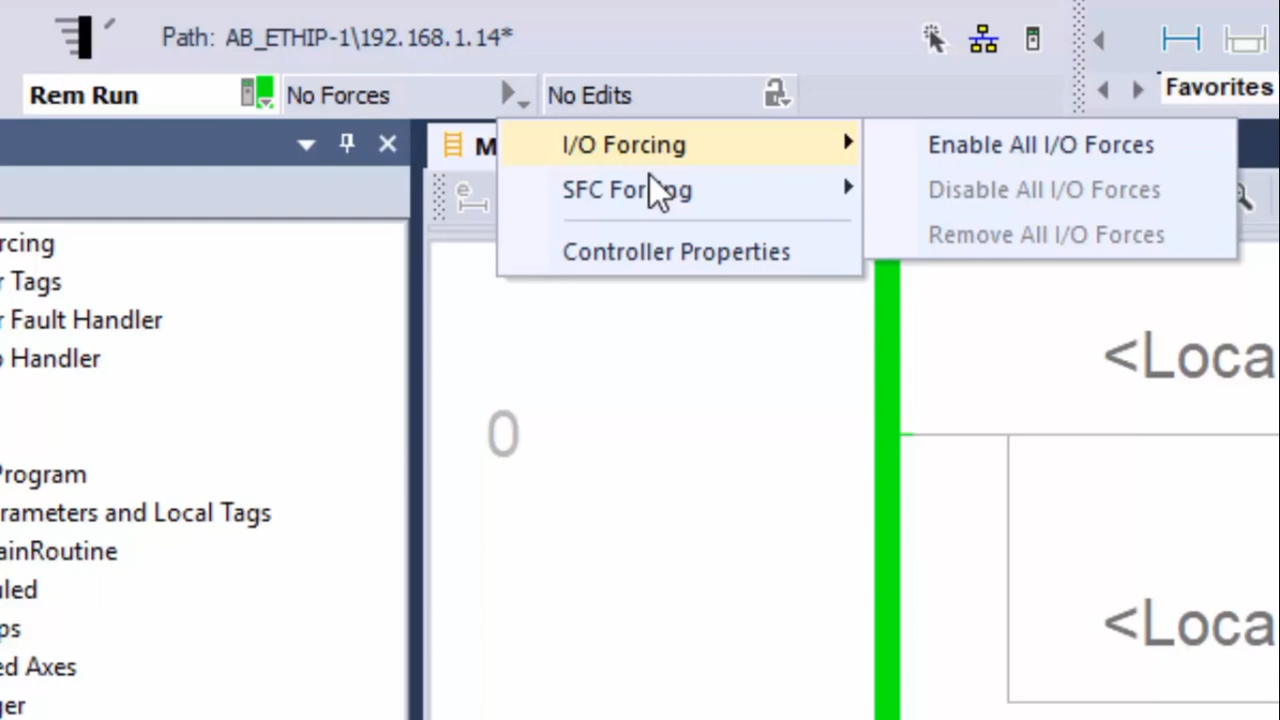 Path: AB_ETHIP-1\192.168.1.14*
Rem Run
No Forces
No Edits
Favorites
I/O Forcing
SFC Forcing
Controller Properties
Enable All I/O Forces
Disable All I/O Forces
Remove All I/O Forces
M
e
rcing
r Tags
r Fault Handler
p Handler
Program
rameters and Local Tags
ainRoutine
uled
ps
ed Axes
ger
0
<Loca
<Loca